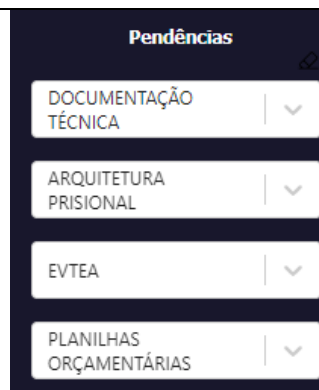 Pendências
DOCUMENTAÇÃO
TÉCNICA
ARQUITETURA
PRISIONAL
EVTEA
PLANILHAS
ORÇAMENTÁRIAS